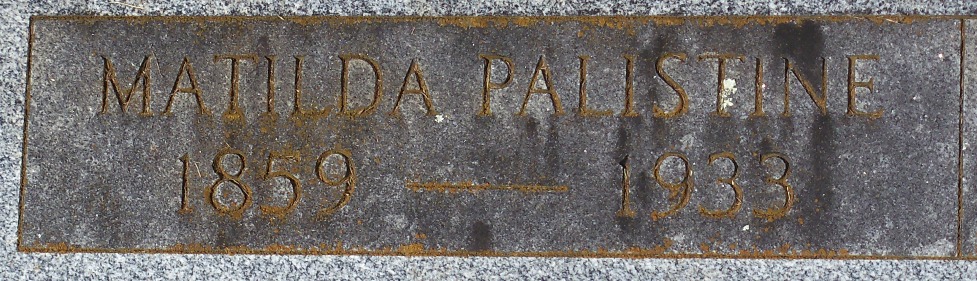 MATILDA PALISTINE
1859 — 1933